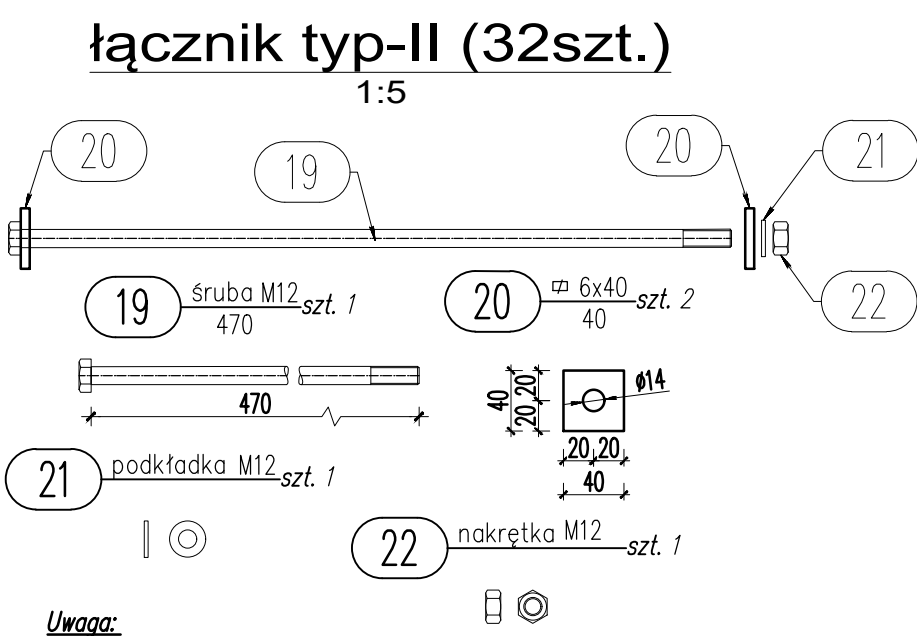 łącznik typ-II (32szt.)
1:5
20
19
20
21
22
19 śruba M12 szt. 1
470
20 6x40 szt. 2
40
470
40 20 20
ø14
20 20
40
21 podkładka M12 szt. 1
22 nakrętka M12 szt. 1
Uwaga: